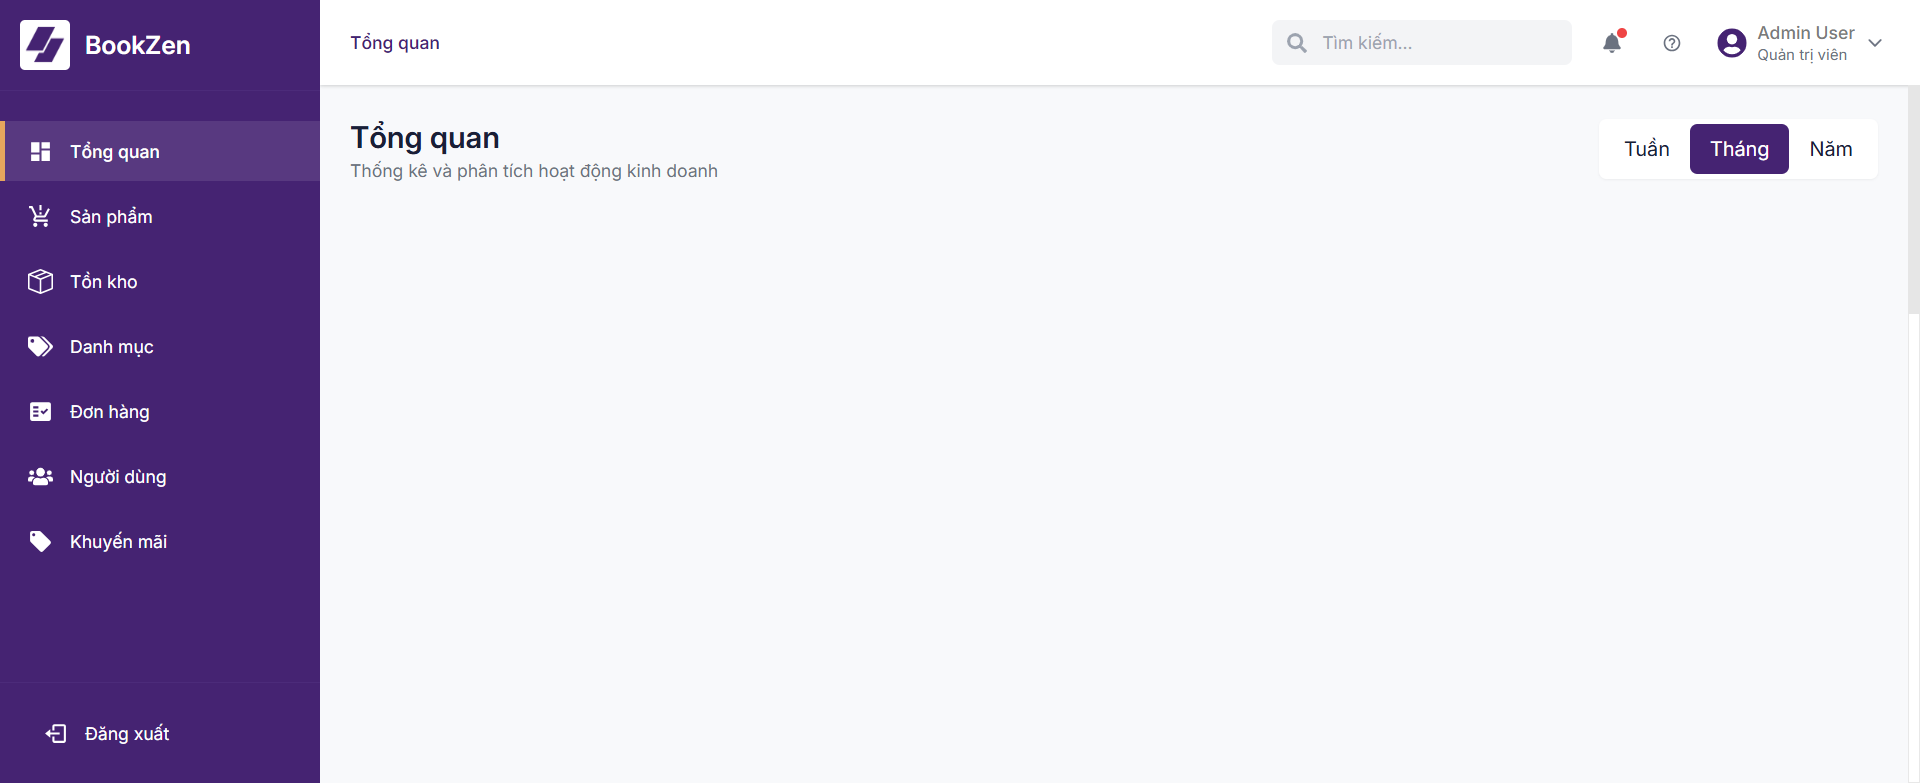 BookZen
Tổng quan
Sản phẩm
Tồn kho
Danh mục
Đơn hàng
Người dùng
Khuyến mãi
Đăng xuất
Tổng quan
Tìm kiếm...
Admin User
Quản trị viên
Tổng quan
Thống kê và phân tích hoạt động kinh doanh
Tuần Tháng Năm